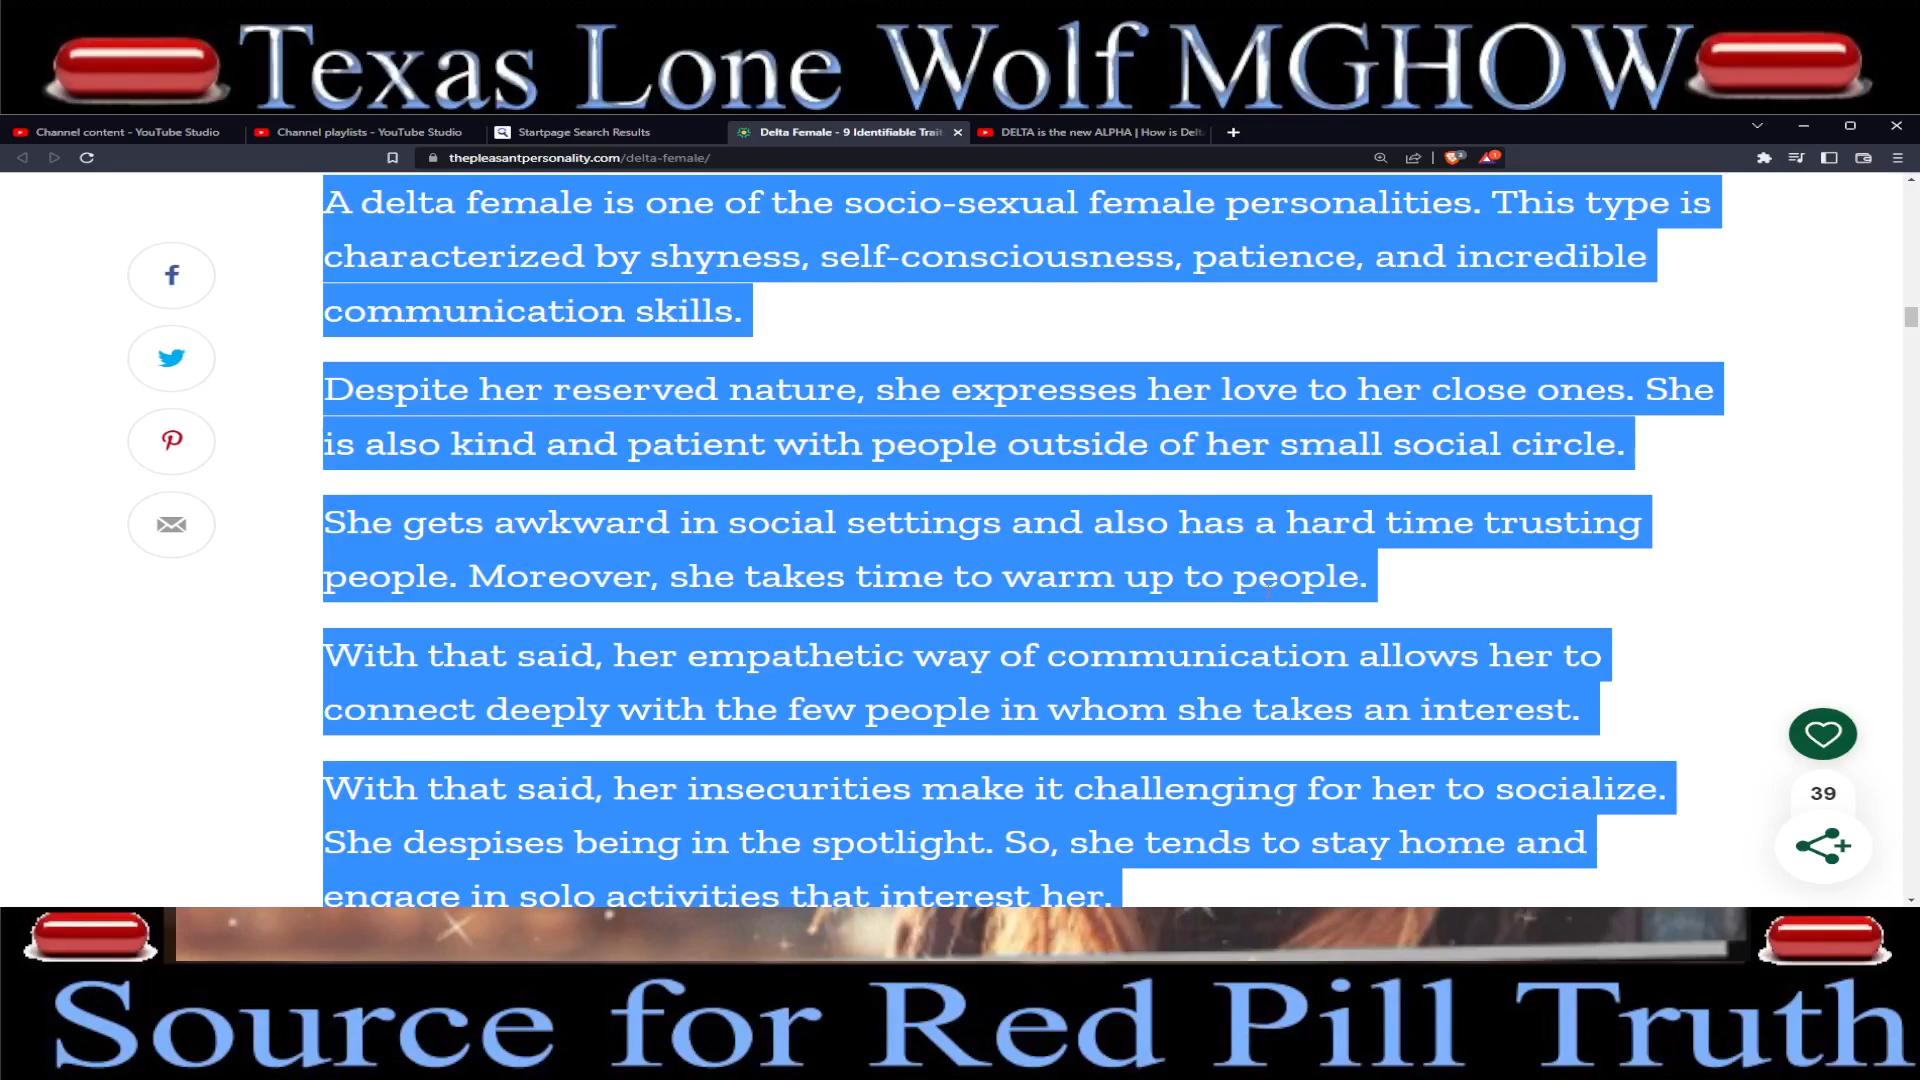 Texas Lone Wolf MGHOW
Channel content - YouTube Studio
Channel playlists - YouTube Studio
Startpage Search Results
Delta Female - 9 Identifiable Trait
DELTA is the new ALPHA | How is Delt
thepleasantpersonality.com/delta-female/
A delta female is one of the socio-sexual female personalities. This type is
characterized by shyness, self-consciousness, patience, and incredible
communication skills.
Despite her reserved nature, she expresses her love to her close ones. She
is also kind and patient with people outside of her small social circle.
She gets awkward in social settings and also has a hard time trusting
people. Moreover, she takes time to warm up to people.
With that said, her empathetic way of communication allows her to
connect deeply with the few people in whom she takes an interest.
With that said, her insecurities make it challenging for her to socialize.
She despises being in the spotlight. So, she tends to stay home and
engage in solo activities that interest her.
39
Source for Red Pill Truth